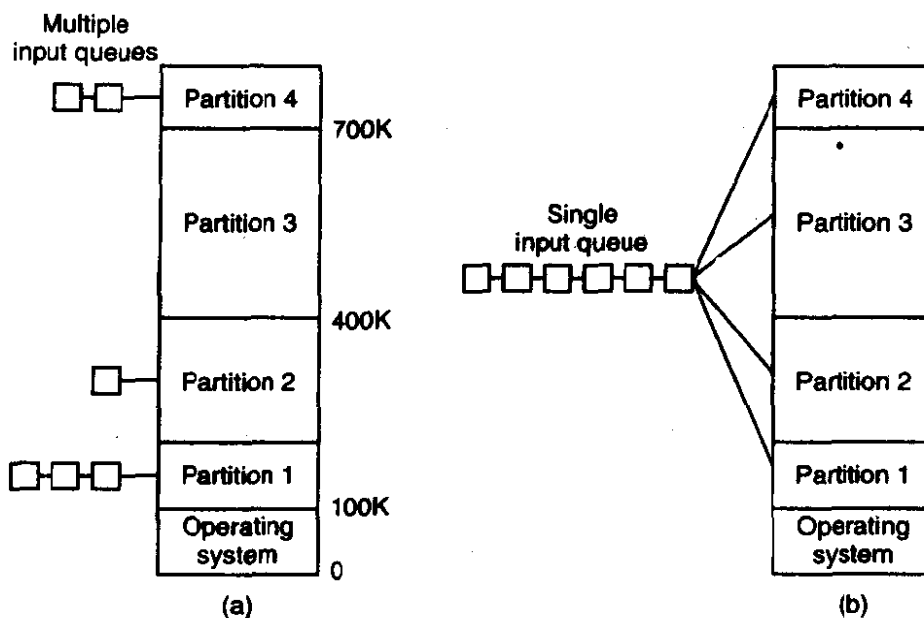 Multiple
input queues
Partition 4
700K
Partition 3
400K
Partition 2
Partition 1
100K
Operating
system
0
(a)
Single
input queue
Partition 4
Partition 3
Partition 2
Partition 1
Operating
system
(b)